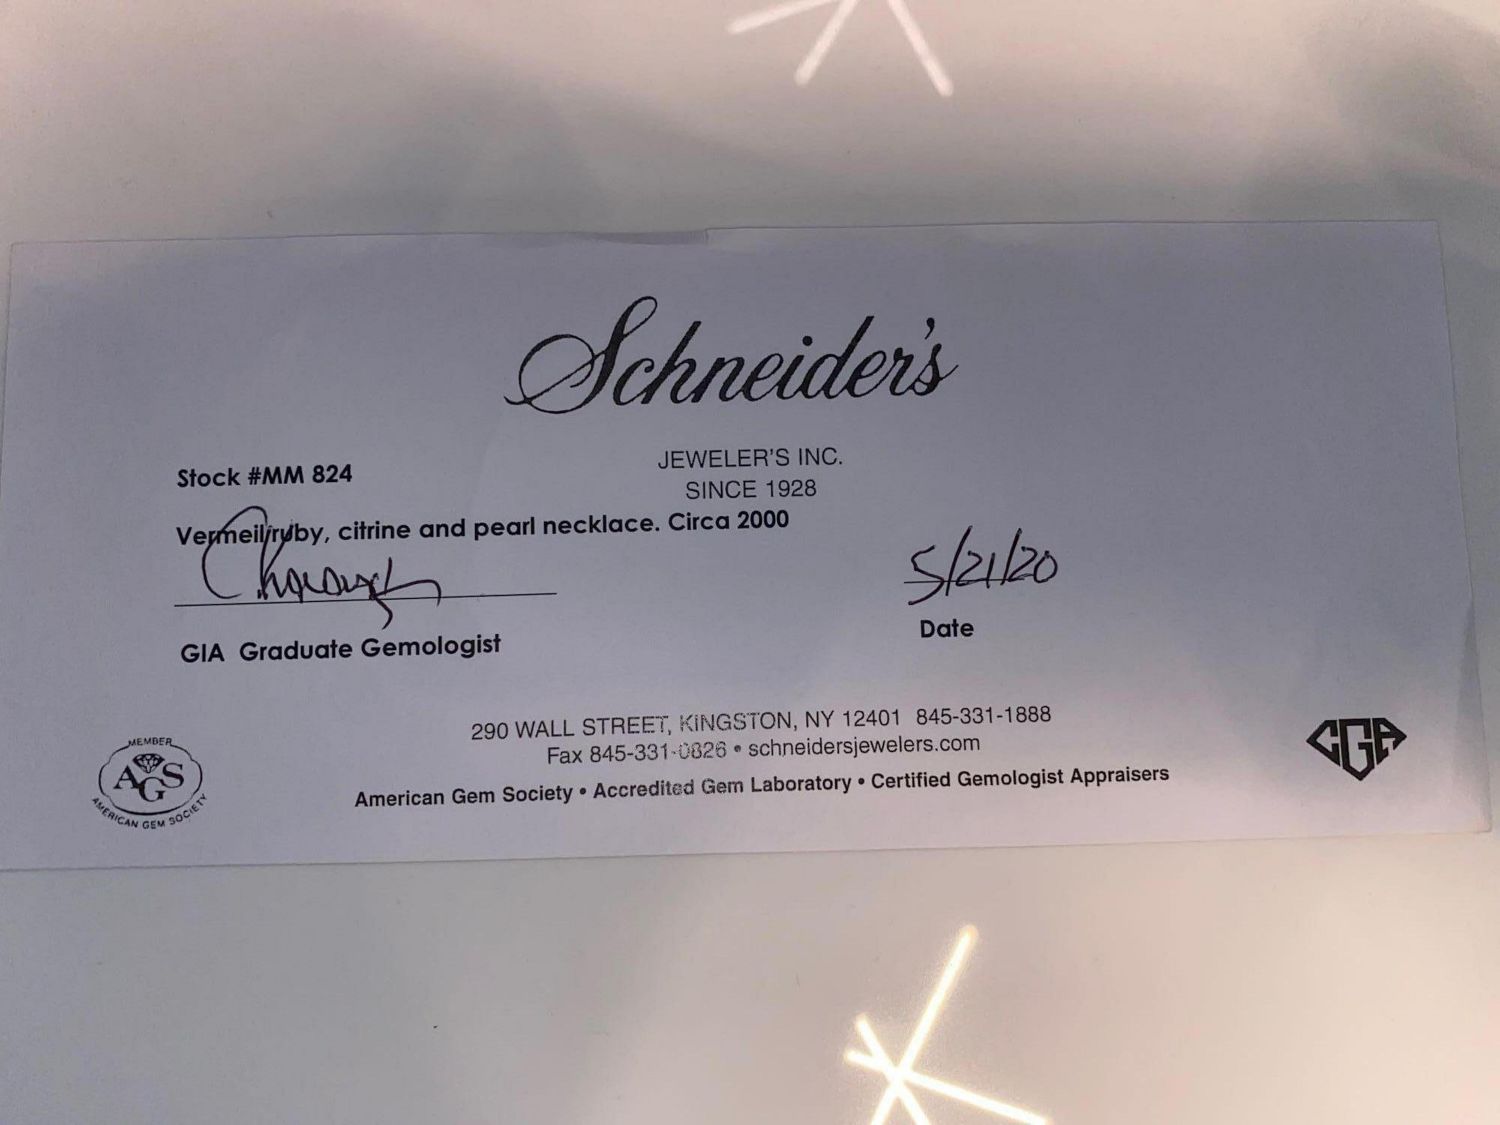 Schneider's
JEWELER'S INC.
SINCE 1928
Stock #MM 824
Vermeil, ruby, citrine and pearl necklace. Circa 2000
5/21/20
GIA Graduate Gemologist
Date
290 WALL STREET, KINGSTON, NY 12401 845-331-1888
Fax 845-331-0826 • schneidersjewelers.com
American Gem Society • Accredited Gem Laboratory • Certified Gemologist Appraisers
MEMBER
AGS
AMERICAN GEM SOCIETY
CGA